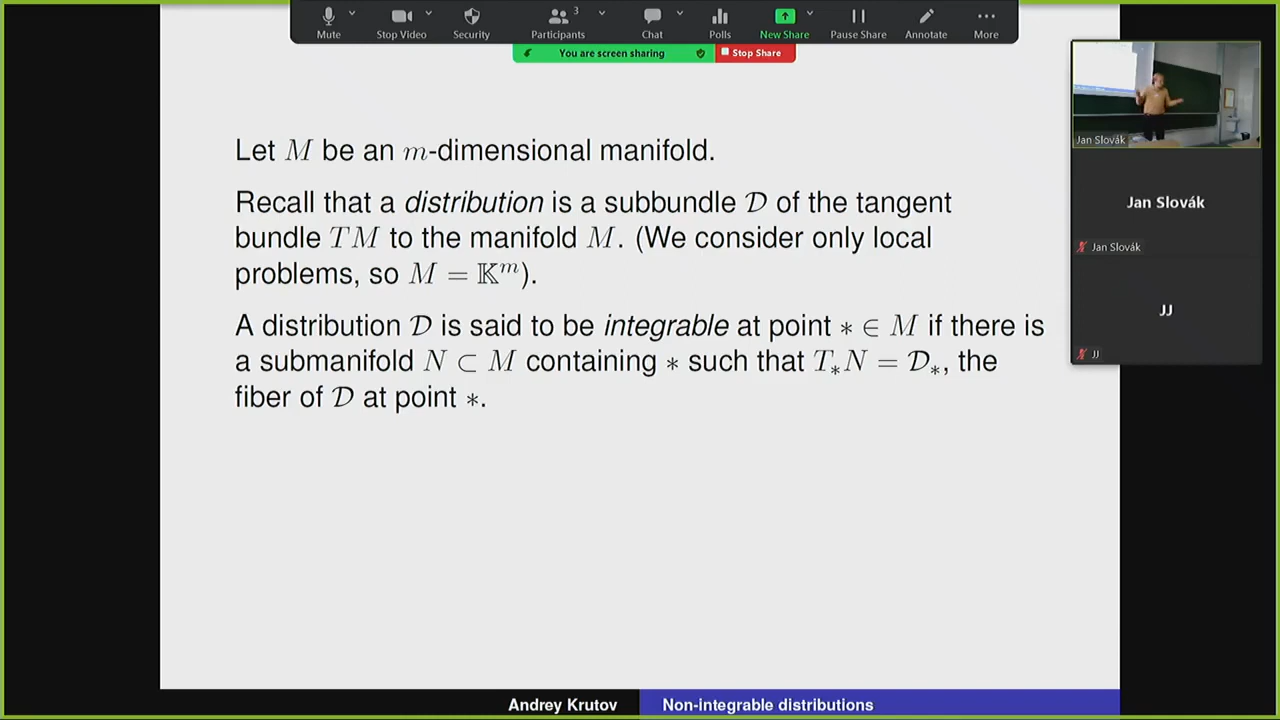 Mute
Stop Video
Security
Participants
3
Chat
Polls
New Share
Pause Share
Annotate
More
You are screen sharing
Stop Share
Let M be an m-dimensional manifold.
Recall that a distribution is a subbundle 𝒟 of the tangent
bundle TM to the manifold M. (We consider only local
problems, so M = 𝕂ᵐ).
A distribution 𝒟 is said to be integrable at point ∗ ∈ M if there is
a submanifold N ⊂ M containing ∗ such that T∗N = 𝒟∗, the
fiber of 𝒟 at point ∗.
Jan Slovák
Jan Slovák
Jan Slovák
JJ
JJ
Andrey Krutov
Non-integrable distributions